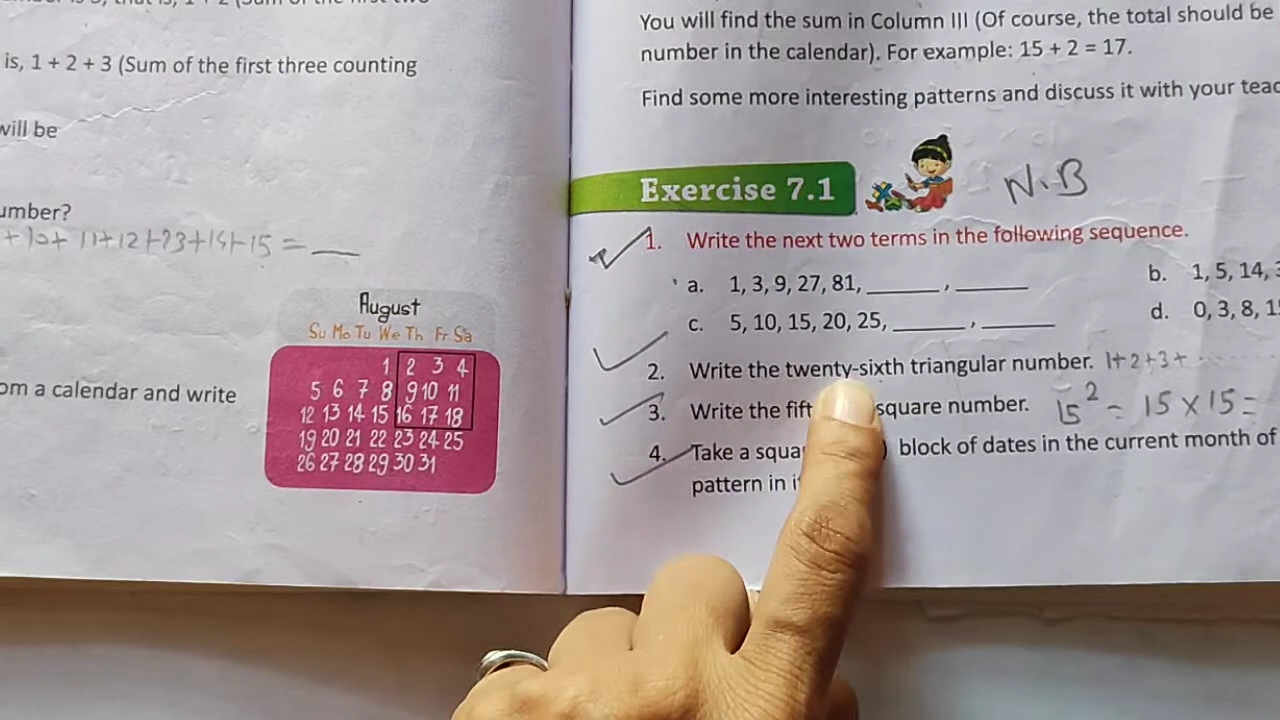 is, 1 + 2 + 3 (Sum of the first three counting
will be
umber?
+10+ 11+12+13+14+15 = __
August
Su Mo Tu We Th Fr Sa
1 2 3 4
5 6 7 8 9 10 11
12 13 14 15 16 17 18
19 20 21 22 23 24 25
26 27 28 29 30 31
om a calendar and write
You will find the sum in Column III (Of course, the total should be
number in the calendar). For example: 15 + 2 = 17.
Find some more interesting patterns and discuss it with your teac
Exercise 7.1
N.B
1. Write the next two terms in the following sequence.
a. 1, 3, 9, 27, 81, ______, ______
b. 1, 5, 14,
c. 5, 10, 15, 20, 25, ______, ______
d. 0, 3, 8, 1
2. Write the twenty-sixth triangular number. 1+2+3+ ......
3. Write the fift square number. 15² = 15 × 15 =
4. Take a squa ) block of dates in the current month of
pattern in i